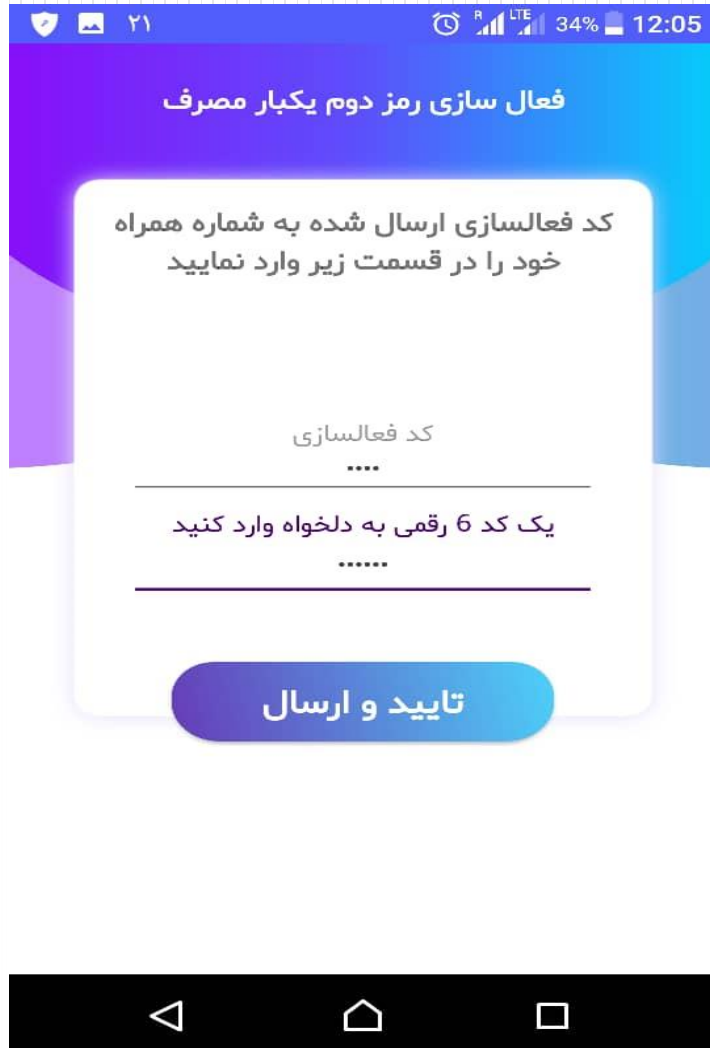 ۲۱ R LTE 34% 12:05
فعال سازی رمز دوم یکبار مصرف
کد فعالسازی ارسال شده به شماره همراه
خود را در قسمت زیر وارد نمایید
کد فعالسازی
....
یک کد 6 رقمی به دلخواه وارد کنید
......
تایید و ارسال